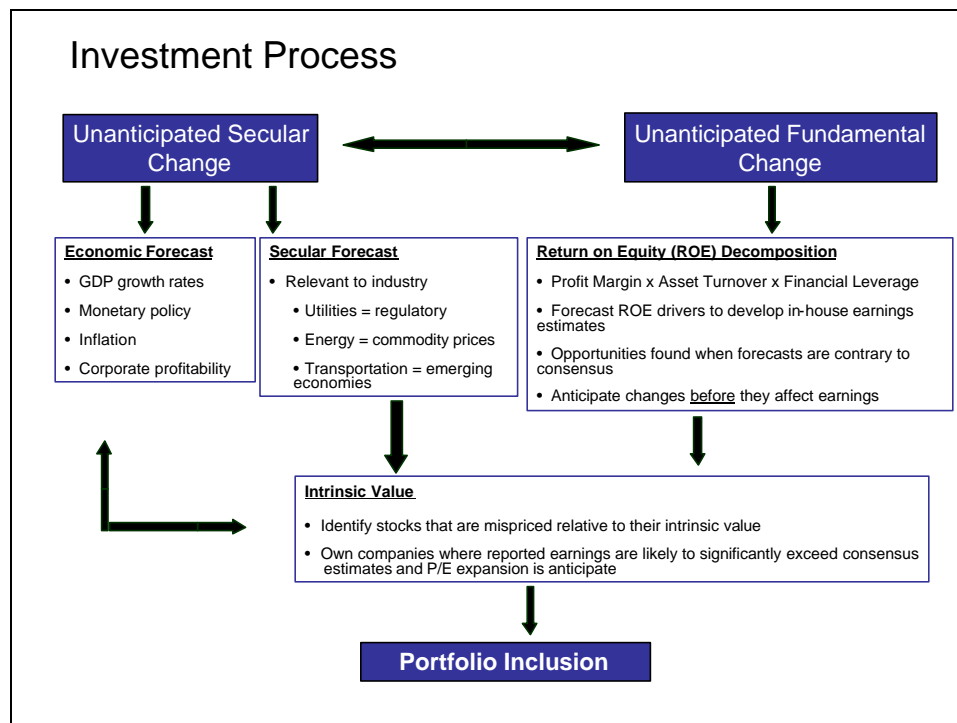 Investment Process
Unanticipated Secular
Change
Unanticipated Fundamental
Change
Economic Forecast
• GDP growth rates
• Monetary policy
• Inflation
• Corporate profitability
Secular Forecast
• Relevant to industry
• Utilities = regulatory
• Energy = commodity prices
• Transportation = emerging
economies
Return on Equity (ROE) Decomposition
• Profit Margin x Asset Turnover x Financial Leverage
• Forecast ROE drivers to develop in-house earnings
estimates
• Opportunities found when forecasts are contrary to
consensus
• Anticipate changes before they affect earnings
Intrinsic Value
• Identify stocks that are mispriced relative to their intrinsic value
• Own companies where reported earnings are likely to significantly exceed consensus
estimates and P/E expansion is anticipate
Portfolio Inclusion